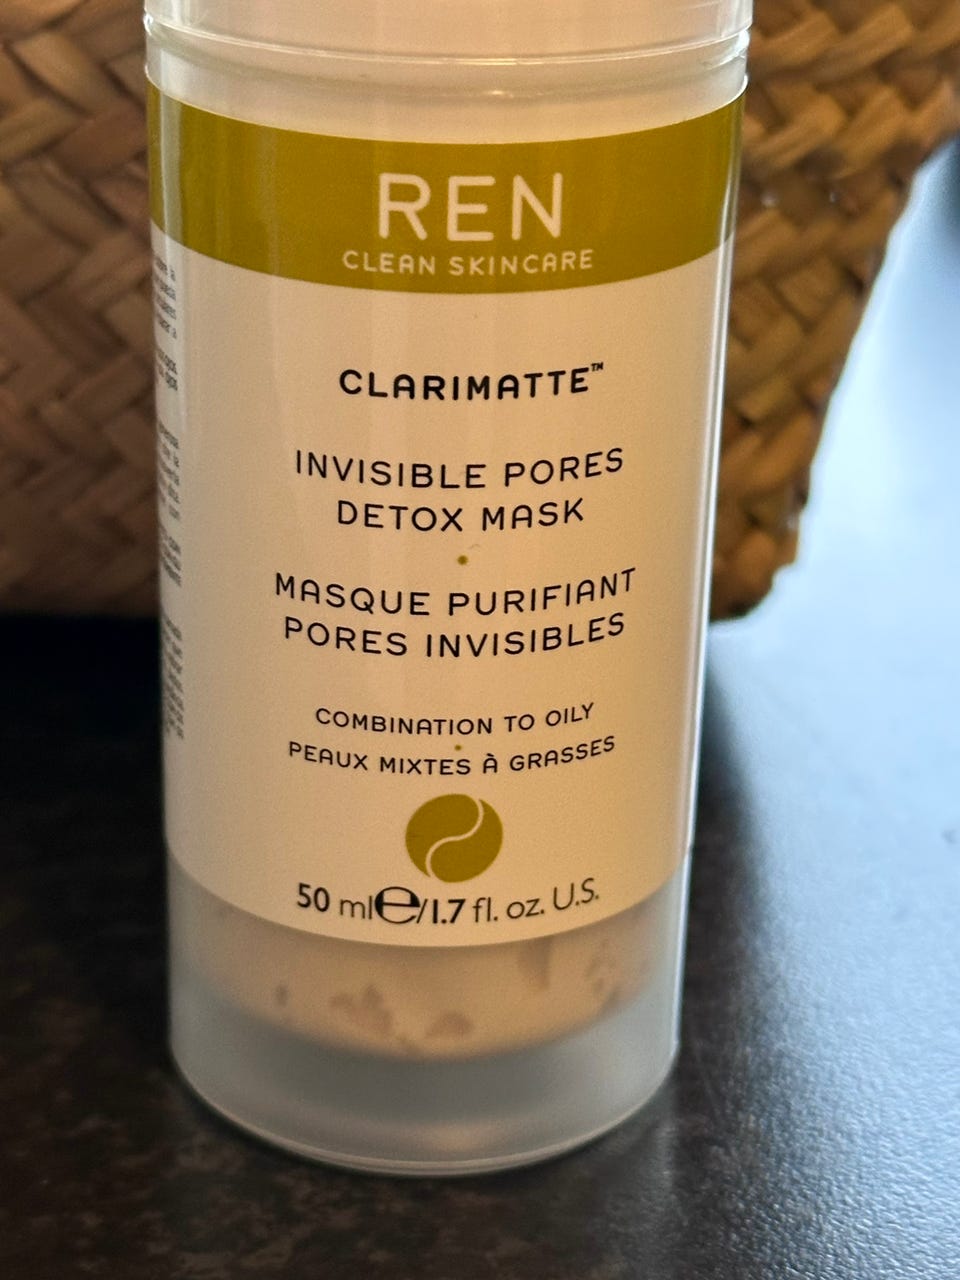 REN
CLEAN SKINCARE
CLARIMATTE™
INVISIBLE PORES
DETOX MASK
MASQUE PURIFIANT
PORES INVISIBLES
COMBINATION TO OILY
PEAUX MIXTES À GRASSES
50 ml℮/1.7 fl. oz. U.S.